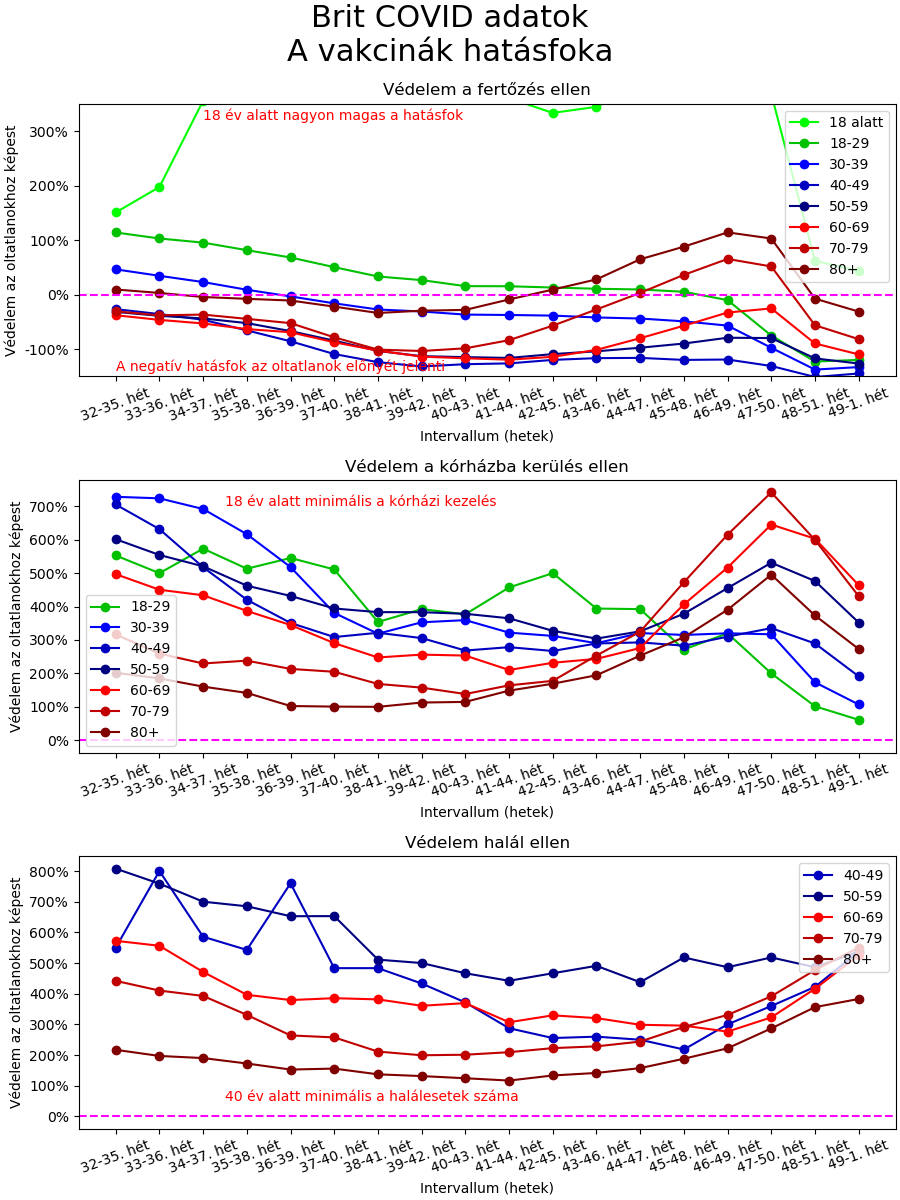 Brit COVID adatok
A vakcinák hatásfoka
Védelem a fertőzés ellen
Védelem az oltatlanokhoz képest
300%
200%
100%
0%
-100%
18 év alatt nagyon magas a hatásfok
A negatív hatásfok az oltatlanok előnyét jelenti
18 alatt
18-29
30-39
40-49
50-59
60-69
70-79
80+
32-35. hét
33-36. hét
34-37. hét
35-38. hét
36-39. hét
37-40. hét
38-41. hét
39-42. hét
40-43. hét
41-44. hét
42-45. hét
43-46. hét
44-47. hét
45-48. hét
46-49. hét
47-50. hét
48-51. hét
49-1. hét
Intervallum (hetek)
Védelem a kórházba kerülés ellen
Védelem az oltatlanokhoz képest
700%
600%
500%
400%
300%
200%
100%
0%
18 év alatt minimális a kórházi kezelés
18-29
30-39
40-49
50-59
60-69
70-79
80+
32-35. hét
33-36. hét
34-37. hét
35-38. hét
36-39. hét
37-40. hét
38-41. hét
39-42. hét
40-43. hét
41-44. hét
42-45. hét
43-46. hét
44-47. hét
45-48. hét
46-49. hét
47-50. hét
48-51. hét
49-1. hét
Intervallum (hetek)
Védelem halál ellen
Védelem az oltatlanokhoz képest
800%
700%
600%
500%
400%
300%
200%
100%
0%
40 év alatt minimális a halálesetek száma
40-49
50-59
60-69
70-79
80+
32-35. hét
33-36. hét
34-37. hét
35-38. hét
36-39. hét
37-40. hét
38-41. hét
39-42. hét
40-43. hét
41-44. hét
42-45. hét
43-46. hét
44-47. hét
45-48. hét
46-49. hét
47-50. hét
48-51. hét
49-1. hét
Intervallum (hetek)